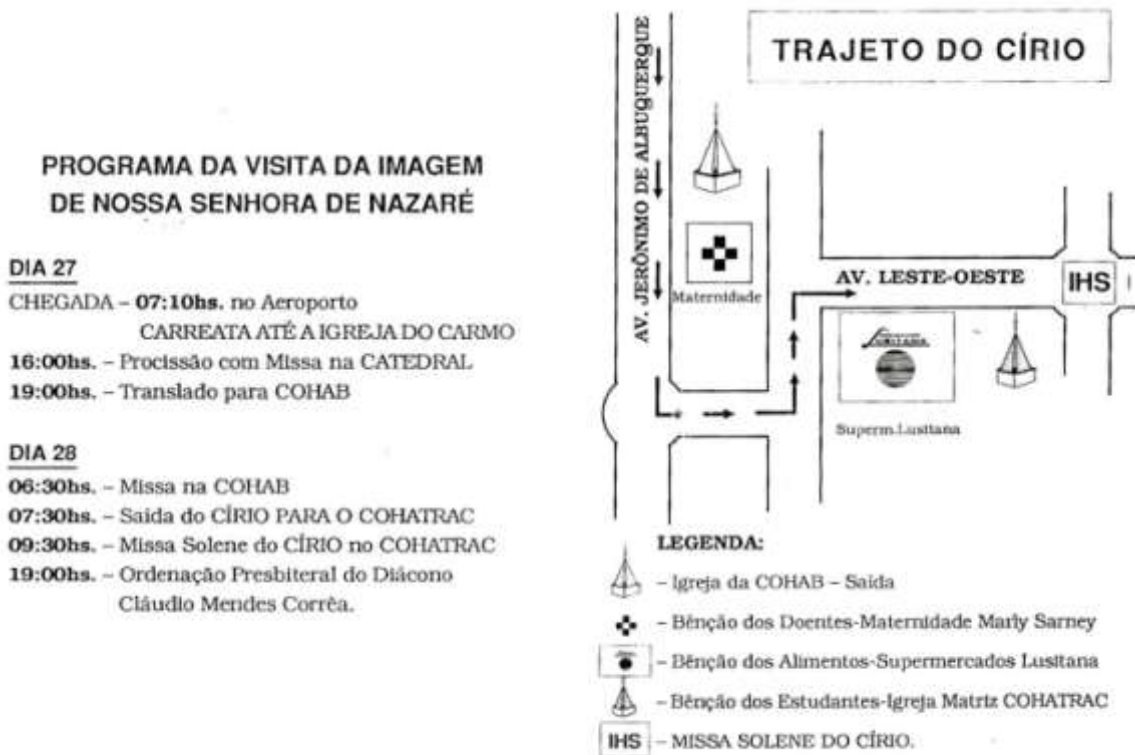 PROGRAMA DA VISITA DA IMAGEM
DE NOSSA SENHORA DE NAZARÉ
DIA 27
CHEGADA – 07:10hs. no Aeroporto
CARREATA ATÉ A IGREJA DO CARMO
16:00hs. – Procissão com Missa na CATEDRAL
19:00hs. – Translado para COHAB
DIA 28
06:30hs. – Missa na COHAB
07:30hs. – Saída do CÍRIO PARA O COHATRAC
09:30hs. – Missa Solene do CÍRIO no COHATRAC
19:00hs. – Ordenação Presbiteral do Diácono
Cláudio Mendes Corrêa.
TRAJETO DO CÍRIO
AV. JERÔNIMO DE ALBUQUERQUE
Maternidade
AV. LESTE-OESTE
IHS
LUSITANA
Superm.Lusitana
LEGENDA:
– Igreja da COHAB – Saída
– Bênção dos Doentes-Maternidade Marly Sarney
– Bênção dos Alimentos-Supermercados Lusitana
– Bênção dos Estudantes-Igreja Matriz COHATRAC
IHS – MISSA SOLENE DO CÍRIO.